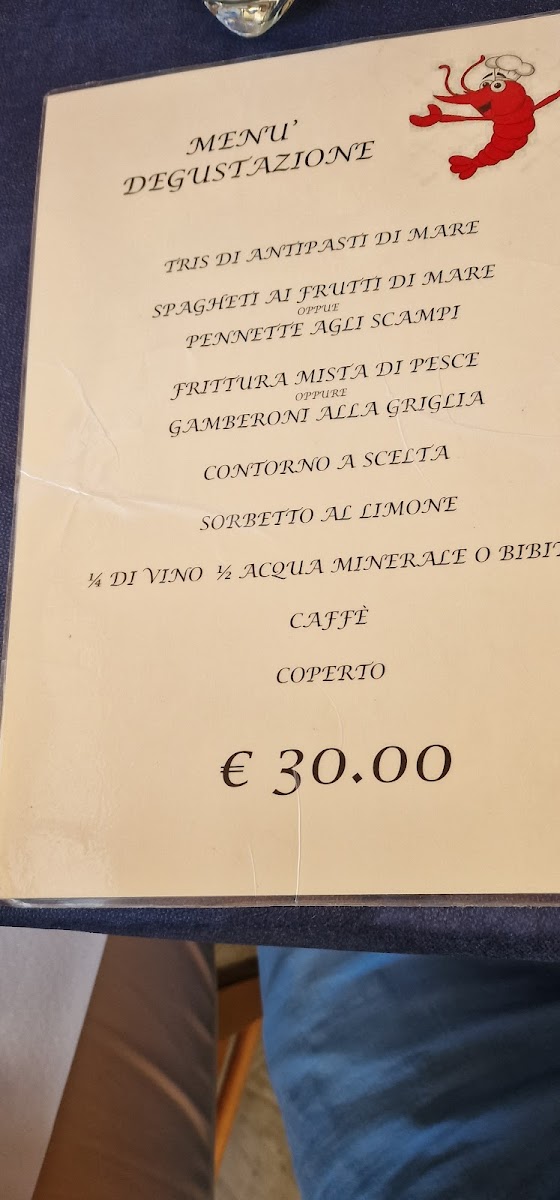 MENU'
DEGUSTAZIONE
TRIS DI ANTIPASTI DI MARE
SPAGHETI AI FRUTTI DI MARE
OPPUE
PENNETTE AGLI SCAMPI
FRITTURA MISTA DI PESCE
OPPURE
GAMBERONI ALLA GRIGLIA
CONTORNO A SCELTA
SORBETTO AL LIMONE
¼ DI VINO ½ ACQUA MINERALE O
CAFFÈ
COPERTO
€ 30.00